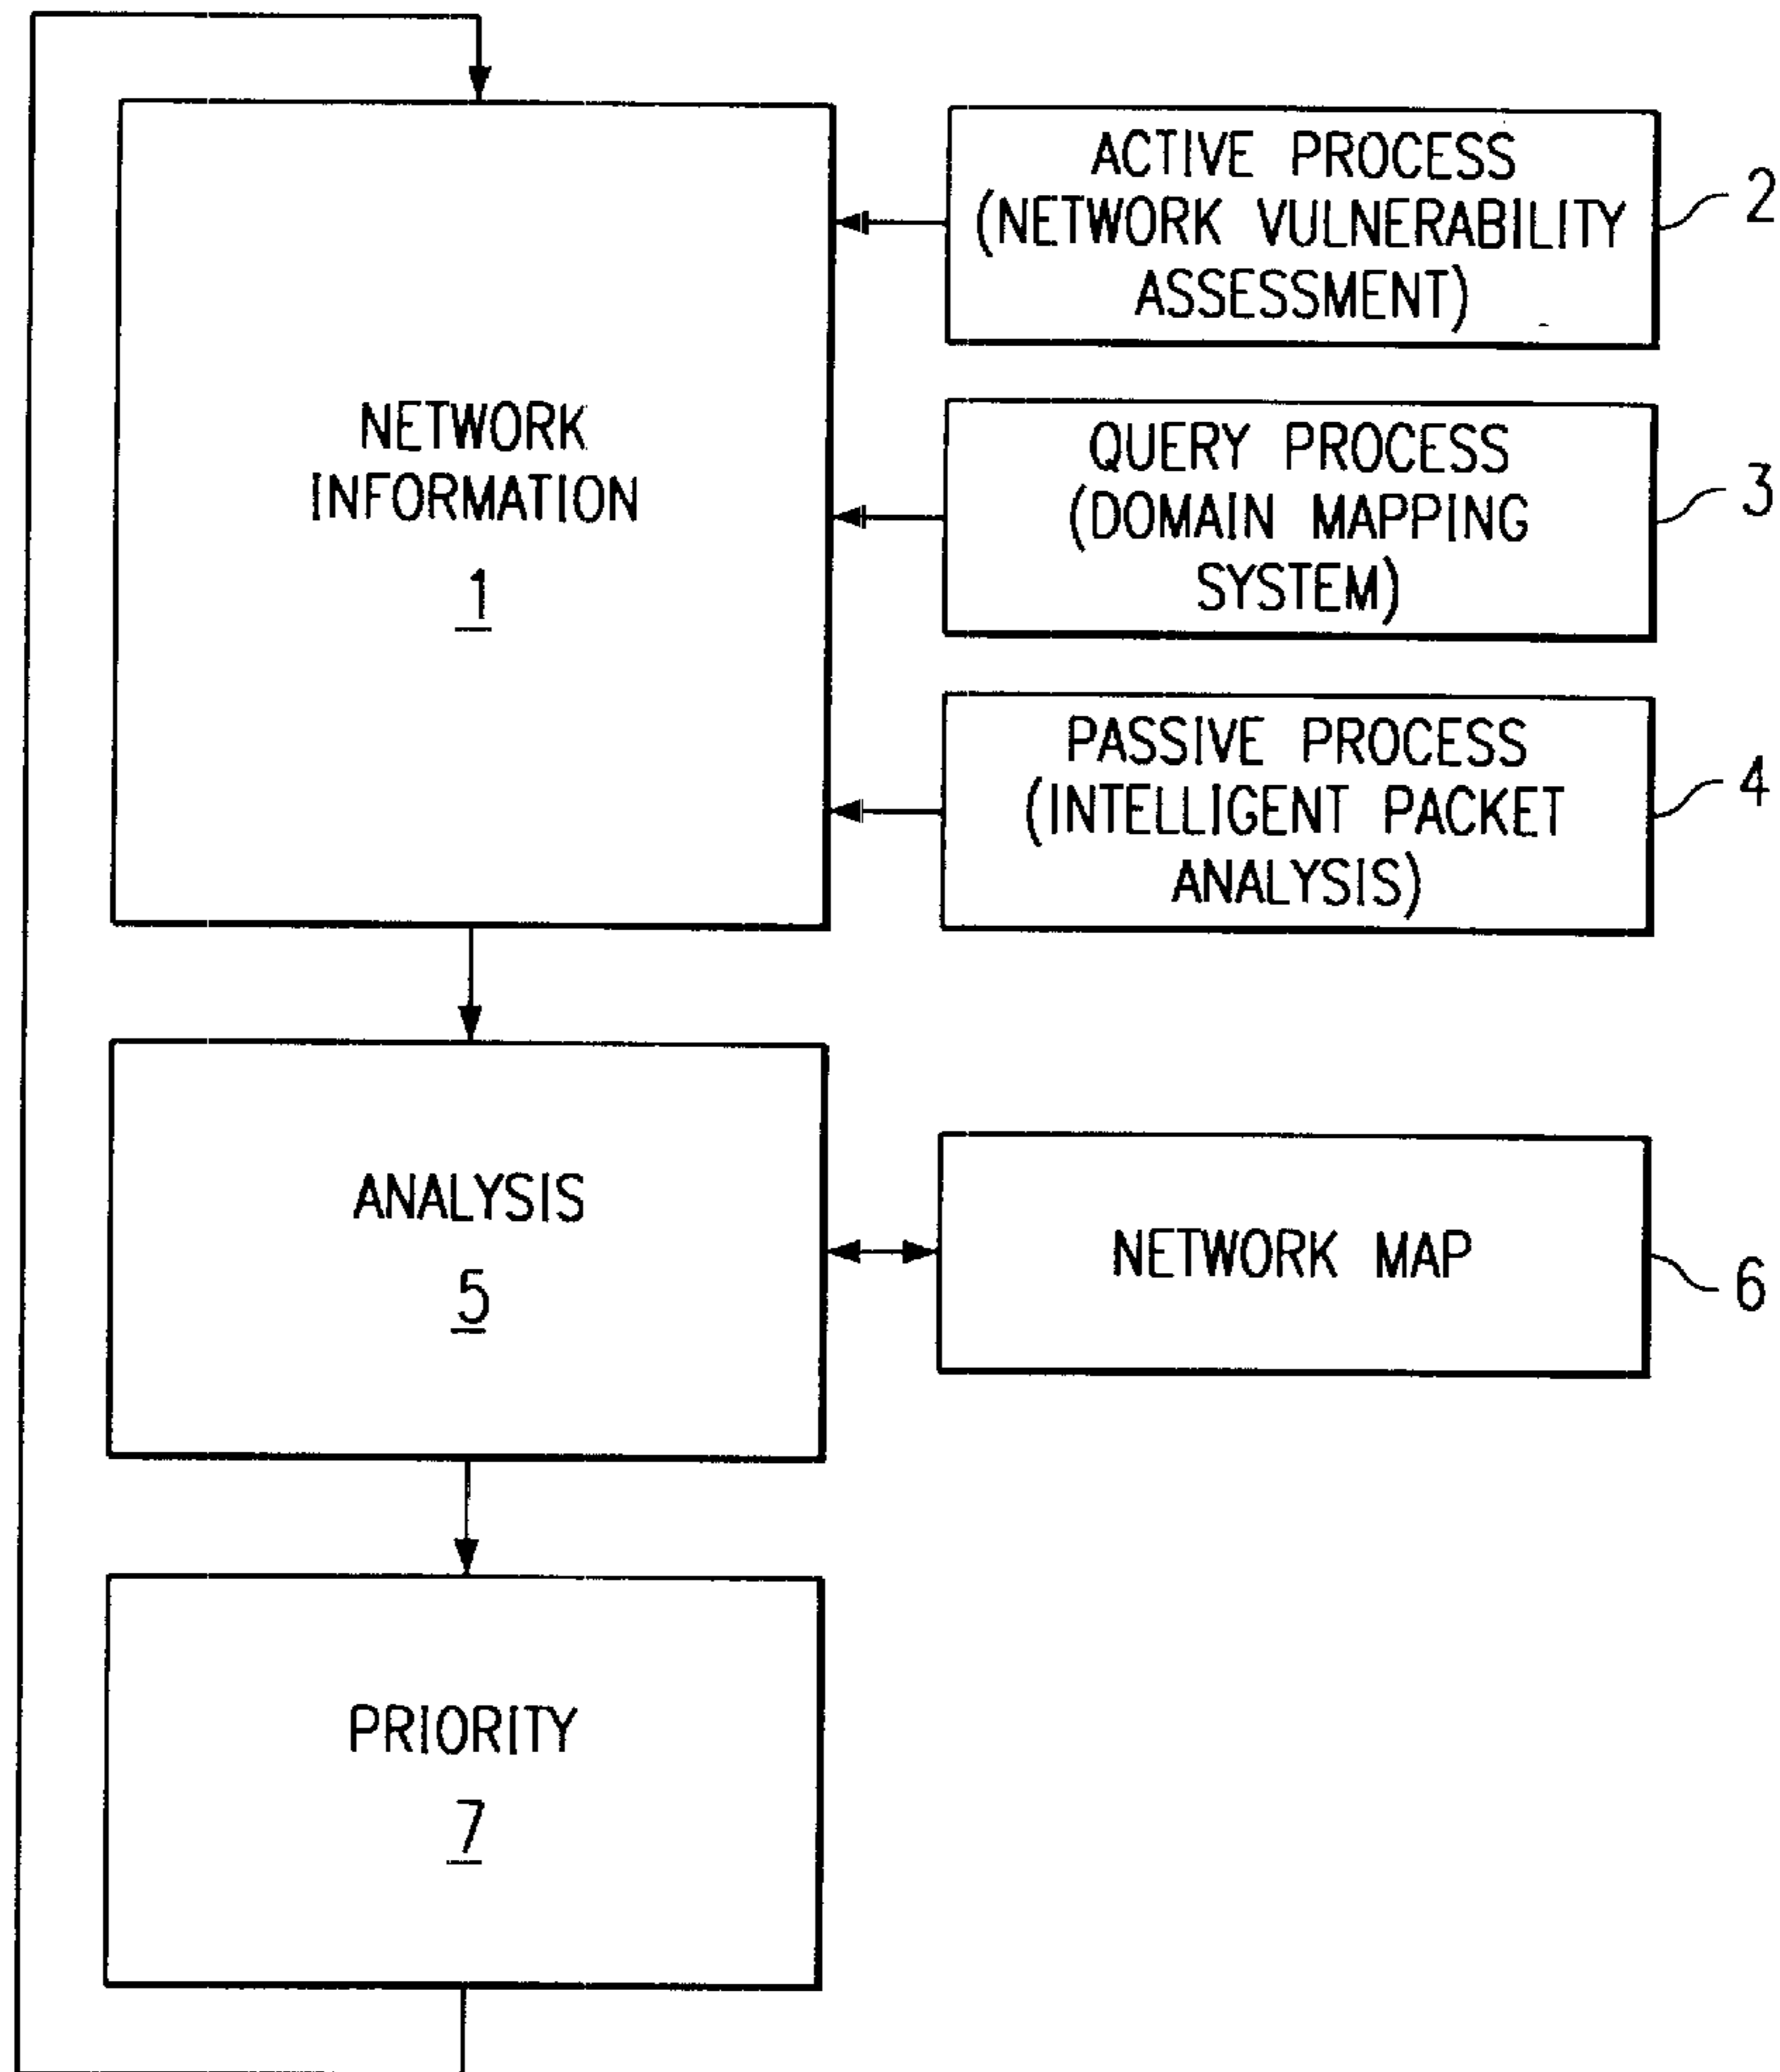 NETWORK
INFORMATION
1
ACTIVE PROCESS
(NETWORK VULNERABILITY
ASSESSMENT)
2
QUERY PROCESS
(DOMAIN MAPPING
SYSTEM)
3
PASSIVE PROCESS
(INTELLIGENT PACKET
ANALYSIS)
4
ANALYSIS
5
NETWORK MAP
6
PRIORITY
7